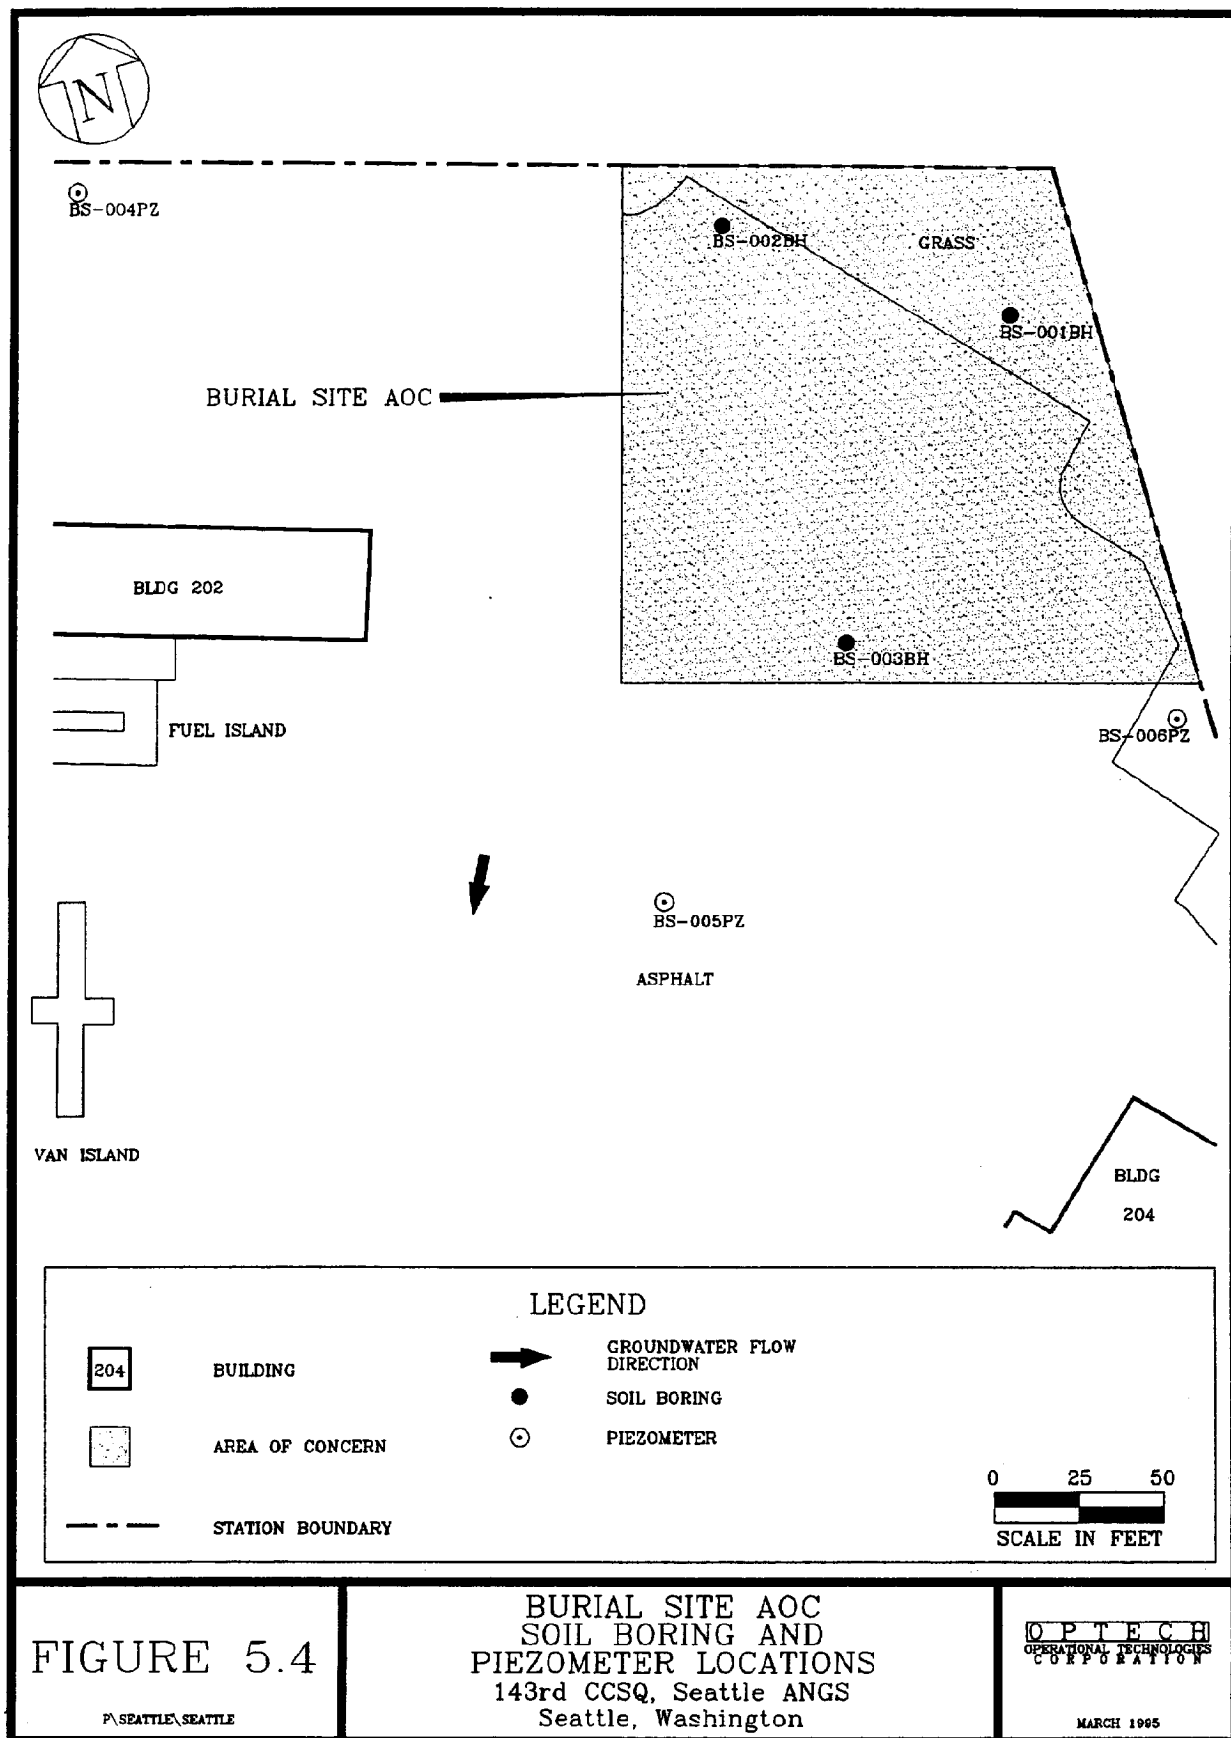 N
BS-004PZ
BS-002BH
GRASS
BS-001BH
BURIAL SITE AOC
BLDG 202
BS-003BH
FUEL ISLAND
BS-006PZ
BS-005PZ
ASPHALT
VAN ISLAND
BLDG
204
LEGEND
204
BUILDING
GROUNDWATER FLOW
DIRECTION
SOIL BORING
AREA OF CONCERN
PIEZOMETER
0 25 50
STATION BOUNDARY
SCALE IN FEET
FIGURE 5.4
P\SEATTLE\SEATTLE
BURIAL SITE AOC
SOIL BORING AND
PIEZOMETER LOCATIONS
143rd CCSQ, Seattle ANGS
Seattle, Washington
OPTECH
OPERATIONAL TECHNOLOGIES
CORPORATION
MARCH 1995